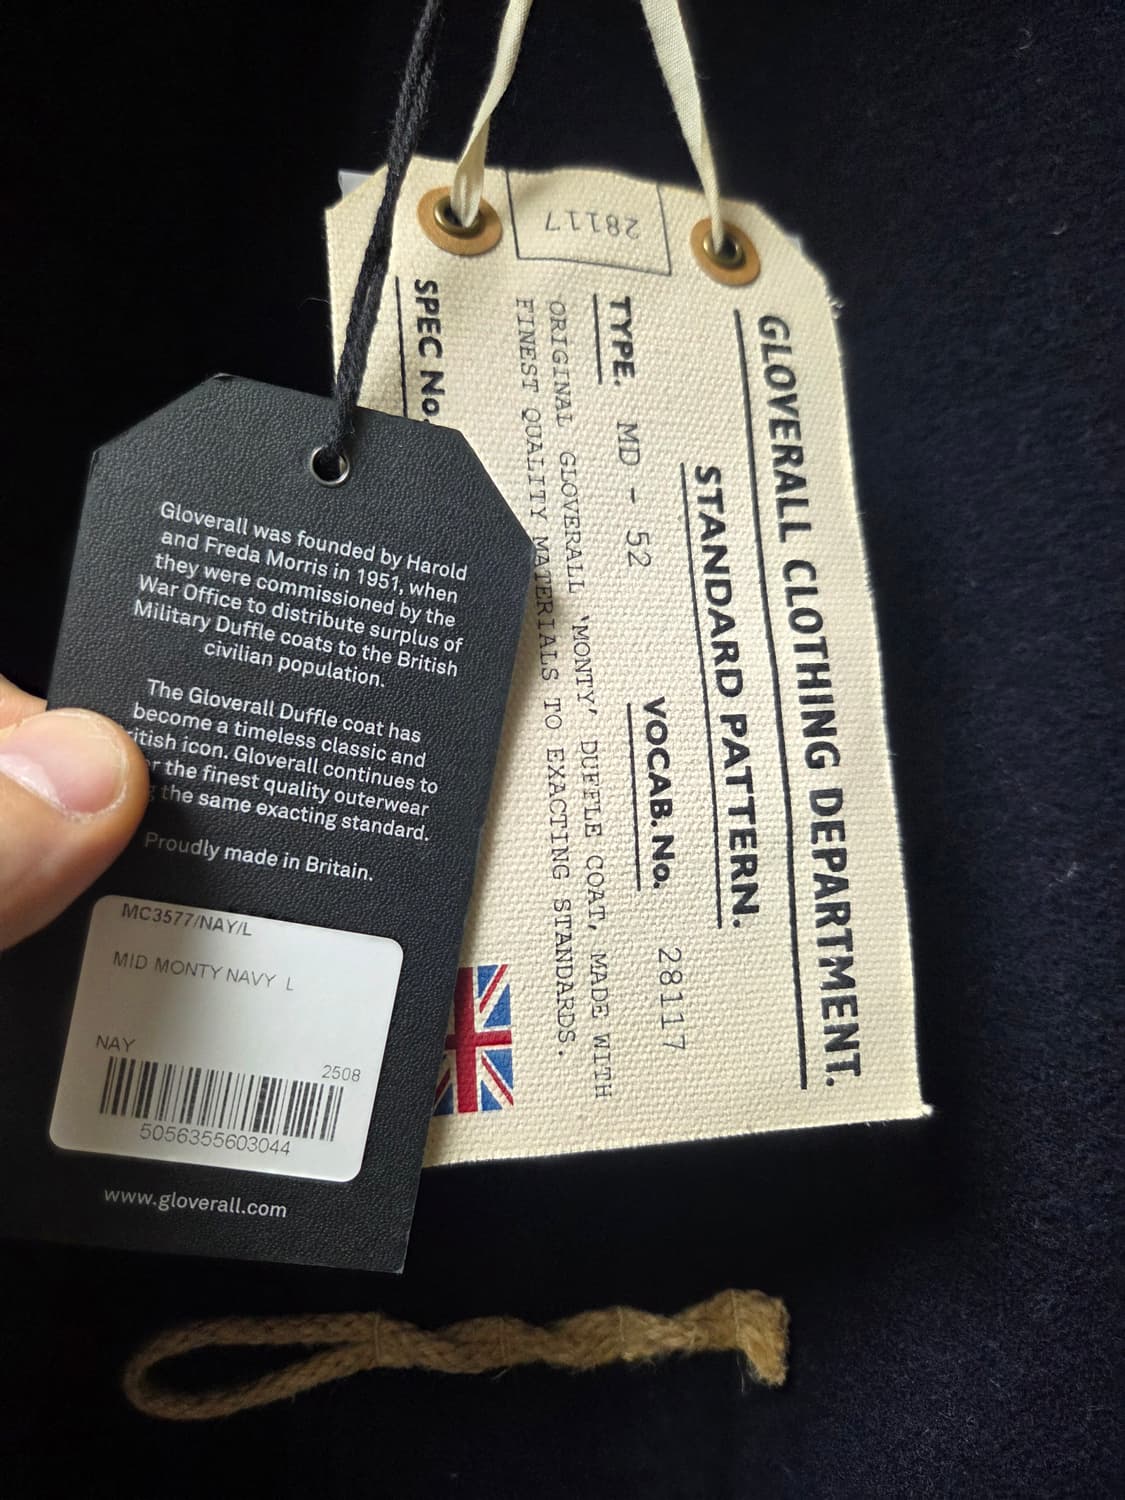 Gloverall was founded by Harold
and Freda Morris in 1951, when
they were commissioned by the
War Office to distribute surplus of
Military Duffle coats to the British
civilian population.
The Gloverall Duffle coat has
become a timeless classic and
itish icon. Gloverall continues to
r the finest quality outerwear
the same exacting standard.
Proudly made in Britain.
MC3577/NAY/L
MID MONTY NAVY L
NAY
2508
5056355603044
www.gloverall.com
28117
GLOVERALL CLOTHING DEPARTMENT.
STANDARD PATTERN.
TYPE. MD - 52 VOCAB. No. 28117
ORIGINAL GLOVERALL 'MONTY' DUFFLE COAT, MADE WITH
FINEST QUALITY MATERIALS TO EXACTING STANDARDS.
SPEC No.